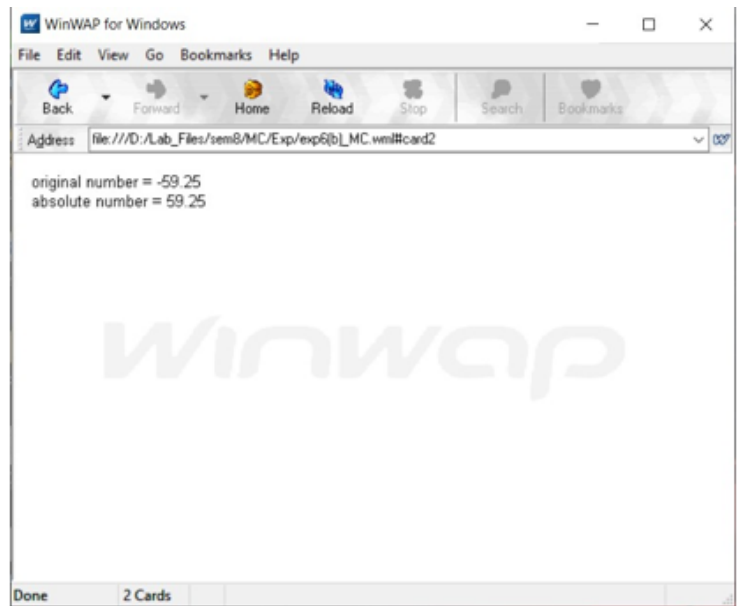 WinWAP for Windows
File Edit View Go Bookmarks Help
Back Forward Home Reload Stop Search Bookmarks
Address file:///D:/Lab_Files/sem8/MC/Exp/exp6(b)_MC.wml#card2
original number = -59.25
absolute number = 59.25
winwap
Done 2 Cards